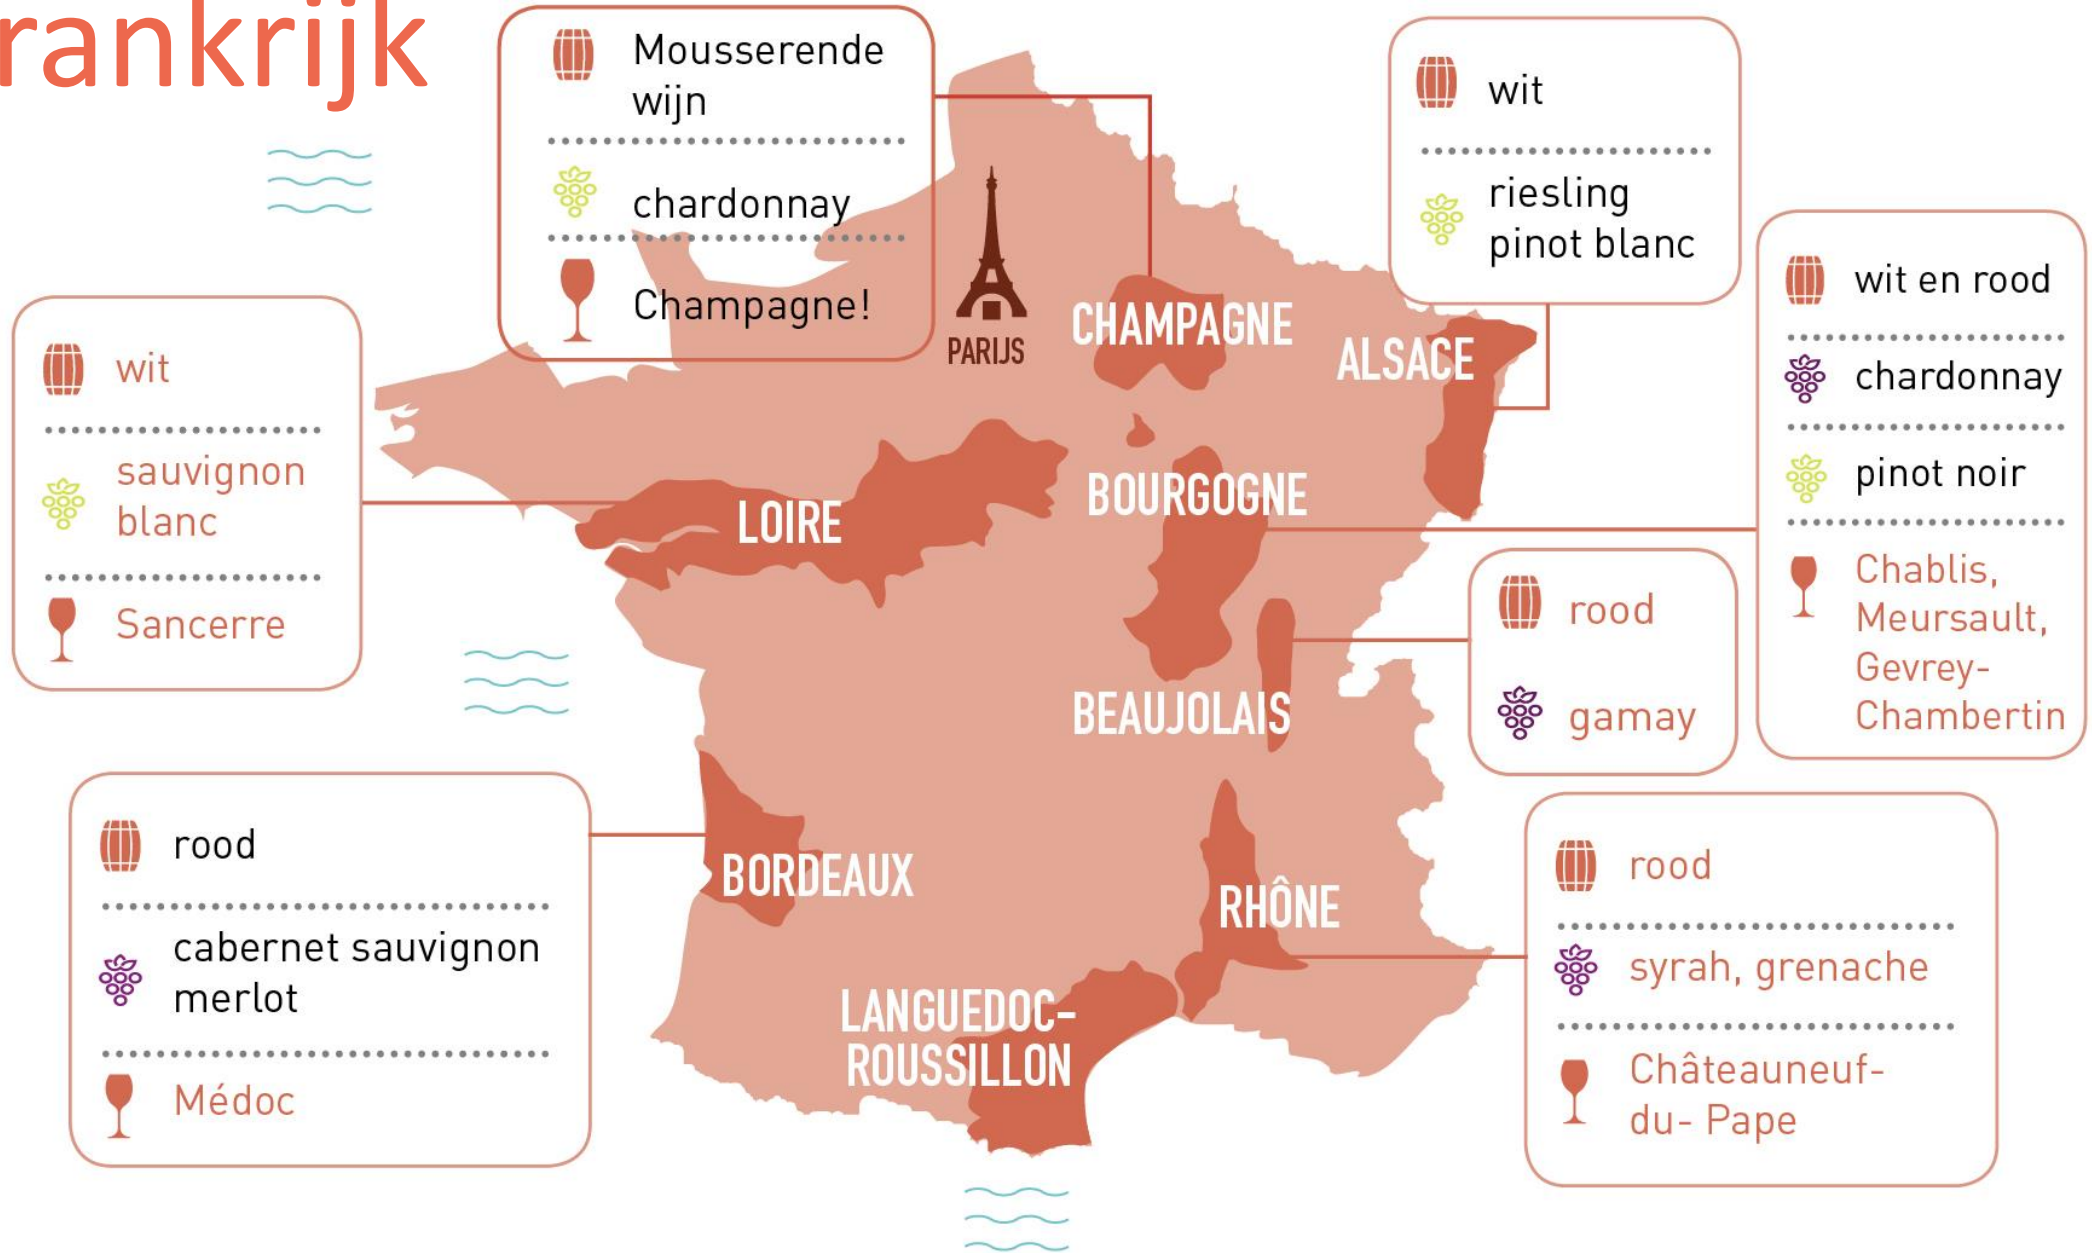 rankrijk
Mousserende
wijn
chardonnay
Champagne!
wit
riesling
pinot blanc
wit en rood
chardonnay
pinot noir
Chablis,
Meursault,
Gevrey-
Chambertin
wit
sauvignon
blanc
Sancerre
PARIJS
CHAMPAGNE
ALSACE
LOIRE
BOURGOGNE
BEAUJOLAIS
rood
gamay
rood
cabernet sauvignon
merlot
Médoc
BORDEAUX
RHÔNE
LANGUEDOC-
ROUSSILLON
rood
syrah, grenache
Châteauneuf-
du- Pape